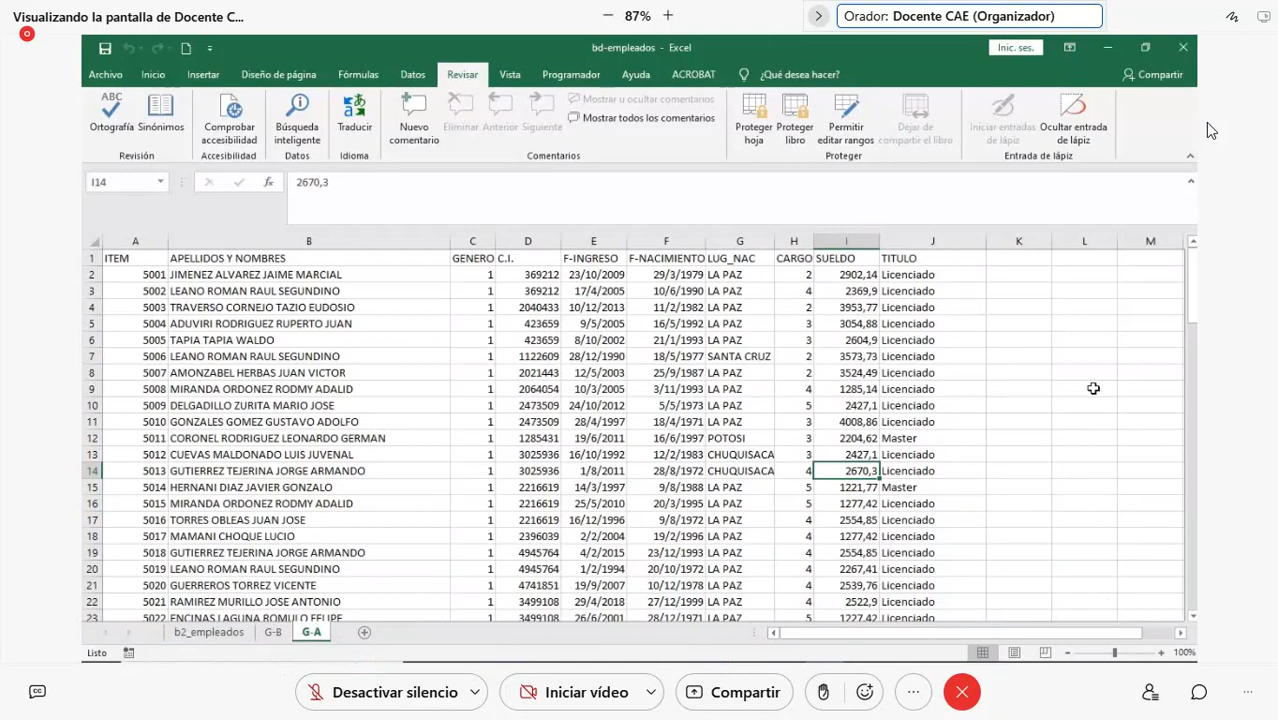 Visualizando la pantalla de Docente C...
87%
Orador: Docente CAE (Organizador)
bd-empleados - Excel
Inic. ses.
Archivo Inicio Insertar Diseño de página Fórmulas Datos Revisar Vista Programador Ayuda ACROBAT ¿Qué desea hacer? Compartir
ABC
Ortografía Sinónimos
Revisión
Comprobar accesibilidad
Accesibilidad
Búsqueda inteligente
Datos
Traducir
Idioma
Nuevo comentario
Eliminar Anterior Siguiente
Mostrar u ocultar comentarios
Mostrar todos los comentarios
Comentarios
Proteger hoja
Proteger libro
Permitir editar rangos
Dejar de compartir el libro
Proteger
Iniciar entradas de lápiz
Ocultar entrada de lápiz
Entrada de lápiz
I14 fx 2670,3
A B C D E F G H I J K L M
1 ITEM APELLIDOS Y NOMBRES GENERO C.I. F-INGRESO F-NACIMIENTO LUG_NAC CARGO SUELDO TITULO
2 5001 JIMENEZ ALVAREZ JAIME MARCIAL 1 369212 23/10/2009 29/3/1979 LA PAZ 2 2902,14 Licenciado
3 5002 LEANO ROMAN RAUL SEGUNDINO 1 369212 17/4/2005 10/6/1990 LA PAZ 4 2369,9 Licenciado
4 5003 TRAVERSO CORNEJO TAZIO EUDOSIO 1 2040433 10/12/2013 11/2/1982 LA PAZ 2 3953,77 Licenciado
5 5004 ADUVIRI RODRIGUEZ RUPERTO JUAN 1 423659 9/5/2005 16/5/1992 LA PAZ 3 3054,88 Licenciado
6 5005 TAPIA TAPIA WALDO 1 423659 8/10/2002 21/1/1993 LA PAZ 3 2604,9 Licenciado
7 5006 LEANO ROMAN RAUL SEGUNDINO 1 1122609 28/12/1990 18/5/1977 SANTA CRUZ 2 3573,73 Licenciado
8 5007 AMONZABEL HERBAS JUAN VICTOR 1 2021443 12/5/2003 25/9/1987 LA PAZ 2 3524,49 Licenciado
9 5008 MIRANDA ORDONEZ RODMY ADALID 1 2064054 10/3/2005 3/11/1993 LA PAZ 4 1285,14 Licenciado
10 5009 DELGADILLO ZURITA MARIO JOSE 1 2473509 24/10/2012 5/5/1973 LA PAZ 5 2427,1 Licenciado
11 5010 GONZALES GOMEZ GUSTAVO ADOLFO 1 2473509 28/4/1997 18/4/1971 LA PAZ 3 4008,86 Licenciado
12 5011 CORONEL RODRIGUEZ LEONARDO GERMAN 1 1285431 19/6/2011 16/6/1997 POTOSI 3 2204,62 Master
13 5012 CUEVAS MALDONADO LUIS JUVENAL 1 3025936 16/10/1992 12/2/1983 CHUQUISACA 3 2427,1 Licenciado
14 5013 GUTIERREZ TEJERINA JORGE ARMANDO 1 3025936 1/8/2011 28/8/1972 CHUQUISACA 4 2670,3 Licenciado
15 5014 HERNANI DIAZ JAVIER GONZALO 1 2216619 14/3/1997 9/8/1988 LA PAZ 5 1221,77 Master
16 5015 MIRANDA ORDONEZ RODMY ADALID 1 2216619 25/5/2010 20/3/1995 LA PAZ 5 1277,42 Licenciado
17 5016 TORRES OBLEAS JUAN JOSE 1 2216619 16/12/1996 9/8/1972 LA PAZ 4 2554,85 Licenciado
18 5017 MAMANI CHOQUE LUCIO 1 2396039 2/2/2004 19/2/1996 LA PAZ 4 1277,42 Licenciado
19 5018 GUTIERREZ TEJERINA JORGE ARMANDO 1 4945764 4/2/2015 23/12/1993 LA PAZ 4 2554,85 Licenciado
20 5019 LEANO ROMAN RAUL SEGUNDINO 1 4945764 1/2/1994 20/10/1972 LA PAZ 4 2267,41 Licenciado
21 5020 GUERREROS TORREZ VICENTE 1 4741851 19/9/2007 10/12/1978 LA PAZ 4 2539,76 Licenciado
22 5021 RAMIREZ MURILLO JOSE ANTONIO 1 3499108 29/4/2018 27/12/1999 LA PAZ 4 2522,9 Licenciado
23 5022 ENCINAS LAGUNA ROMULO FELIPE 1 3499108 26/6/2001 28/12/1971 LA PAZ 5 1227,42 Licenciado
b2_empleados G-B G-A
Listo 100%
Desactivar silencio Iniciar vídeo Compartir